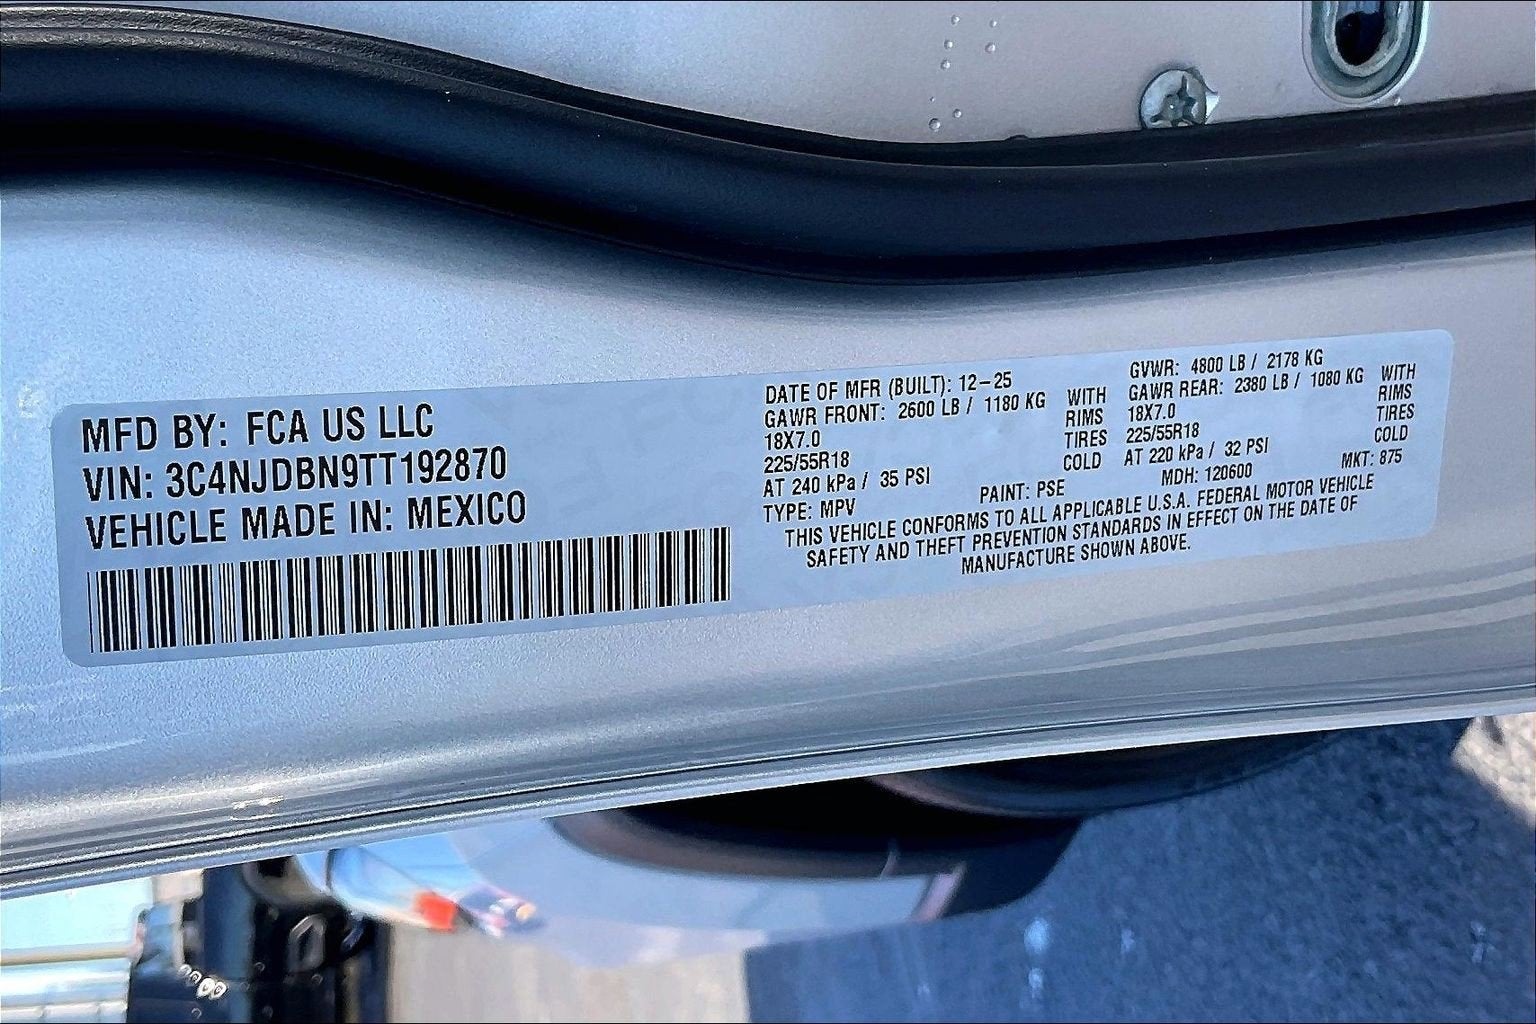 MFD BY: FCA US LLC
VIN: 3C4NJDBN9TT192870
VEHICLE MADE IN: MEXICO
DATE OF MFR (BUILT): 12-25
GAWR FRONT: 2600 LB / 1180 KG WITH
18X7.0 RIMS
225/55R18 TIRES
AT 240 kPa / 35 PSI COLD
TYPE: MPV
GVWR: 4800 LB / 2178 KG
GAWR REAR: 2380 LB / 1080 KG WITH
18X7.0 RIMS
225/55R18 TIRES
AT 220 kPa / 32 PSI COLD
PAINT: PSE MDH: 120600 MKT: 875
THIS VEHICLE CONFORMS TO ALL APPLICABLE U.S.A. FEDERAL MOTOR VEHICLE
SAFETY AND THEFT PREVENTION STANDARDS IN EFFECT ON THE DATE OF
MANUFACTURE SHOWN ABOVE.